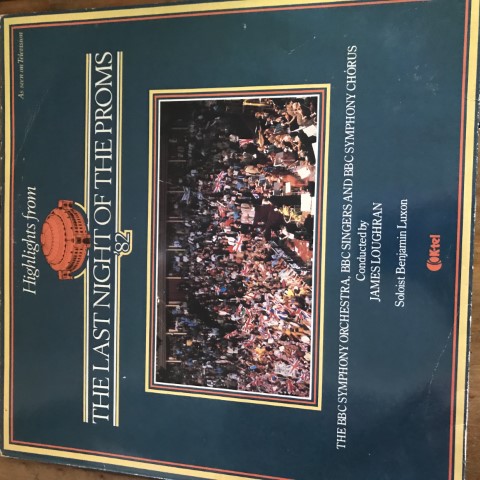 As seen on Television
Highlights from
THE LAST NIGHT OF THE PROMS
'82
THE BBC SYMPHONY ORCHESTRA, BBC SINGERS AND BBC SYMPHONY CHORUS
Conducted by
JAMES LOUGHRAN
Soloist Benjamin Luxon
K-tel